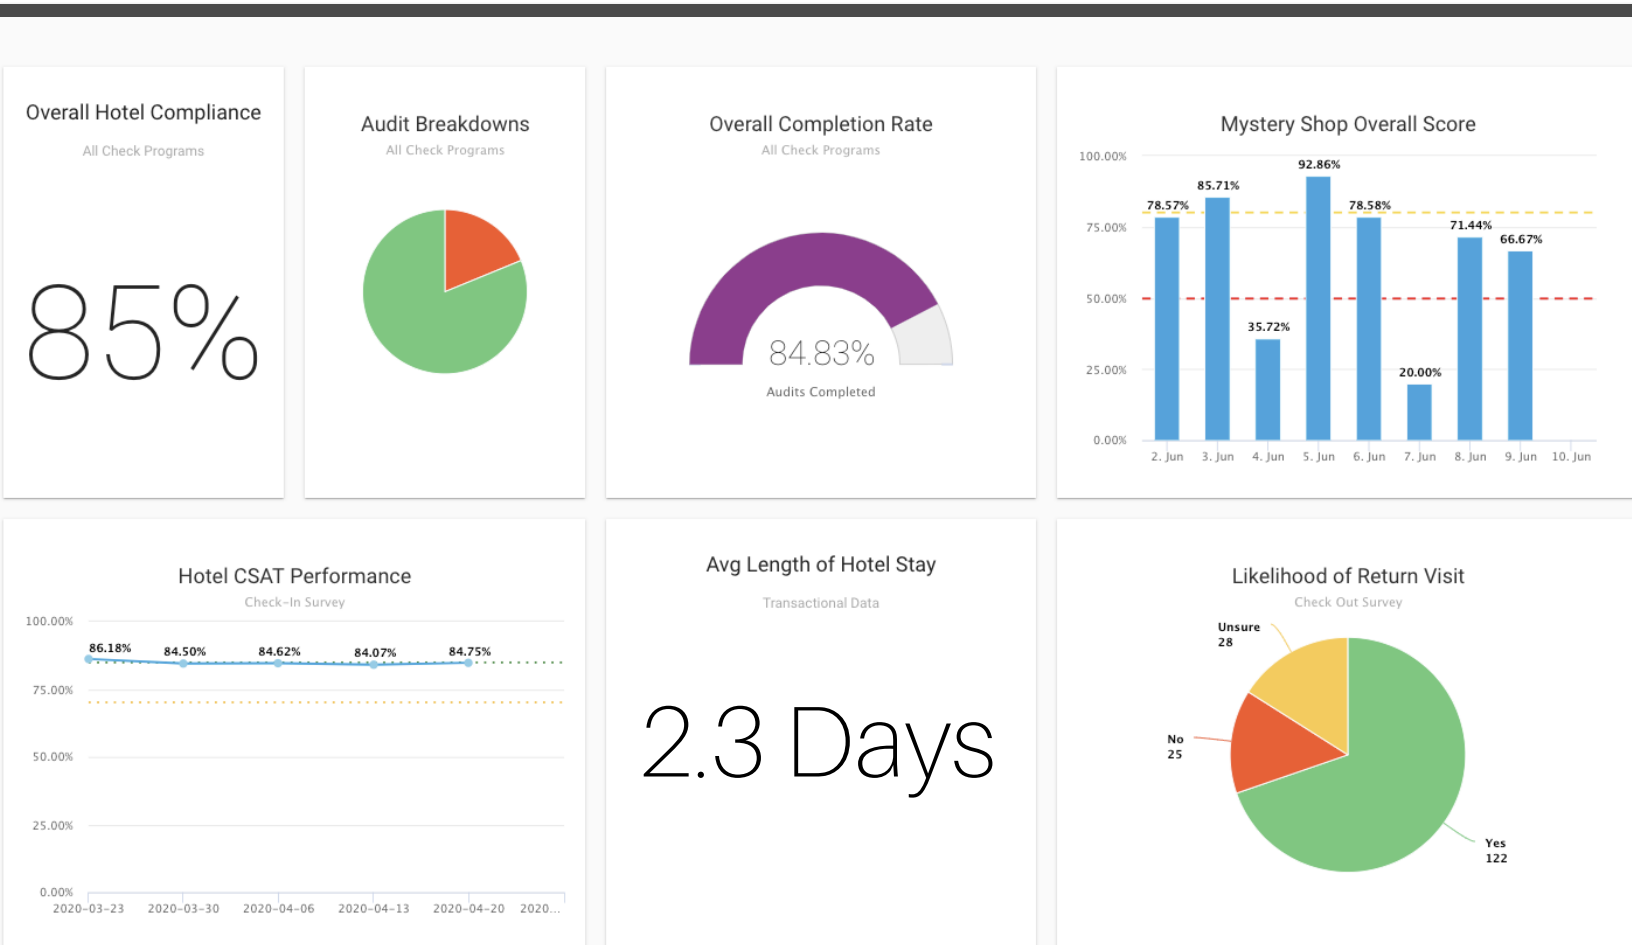 Overall Hotel Compliance
All Check Programs
85%
Audit Breakdowns
All Check Programs
Overall Completion Rate
All Check Programs
84.83%
Audits Completed
Mystery Shop Overall Score
100.00%
75.00%
50.00%
25.00%
0.00%
78.57%
85.71%
35.72%
92.86%
78.58%
20.00%
71.44%
66.67%
2. Jun 3. Jun 4. Jun 5. Jun 6. Jun 7. Jun 8. Jun 9. Jun 10. Jun
Hotel CSAT Performance
Check-In Survey
100.00%
75.00%
50.00%
25.00%
0.00%
86.18% 84.50% 84.62% 84.07% 84.75%
2020-03-23 2020-03-30 2020-04-06 2020-04-13 2020-04-20 2020...
Avg Length of Hotel Stay
Transactional Data
2.3 Days
Likelihood of Return Visit
Check Out Survey
Unsure
28
No
25
Yes
122